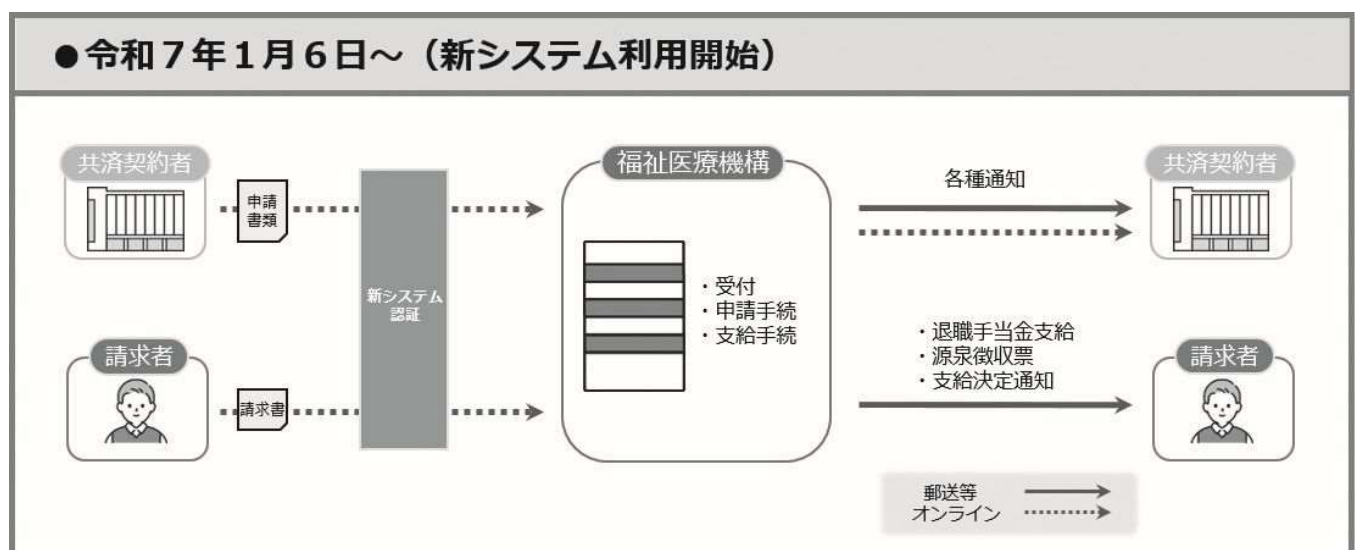 ●令和７年１月６日～（新システム利用開始）
共済契約者
申請
書類
新システム
認証
請求者
請求書
福祉医療機構
・受付
・申請手続
・支給手続
各種通知
共済契約者
・退職手当金支給
・源泉徴収票
・支給決定通知
請求者
郵送等
オンライン